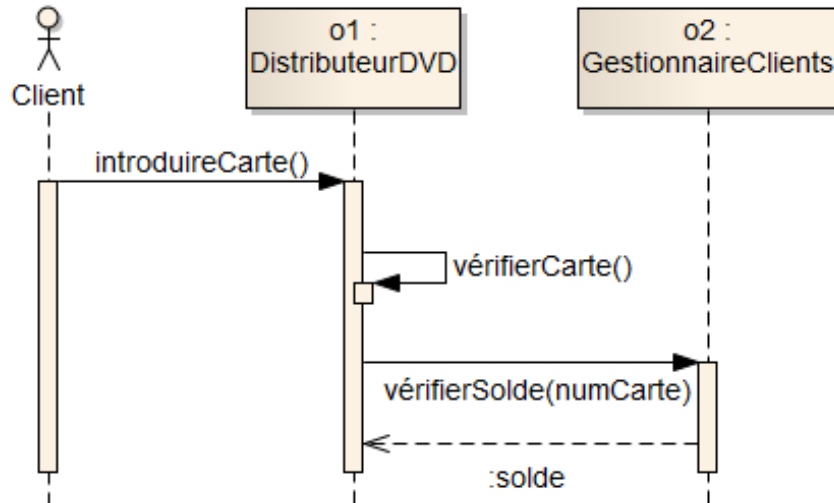 o1 :
DistributeurDVD
o2 :
GestionnaireClients
Client
introduireCarte()
vérifierCarte()
vérifierSolde(numCarte)
:solde